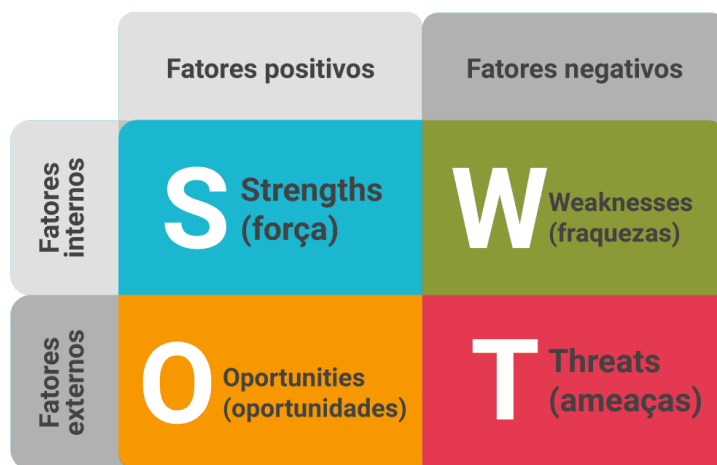 Fatores positivos
Fatores negativos
Fatores
internos
S
Strengths
(força)
W
Weaknesses
(fraquezas)
Fatores
externos
O
Oportunities
(oportunidades)
T
Threats
(ameaças)